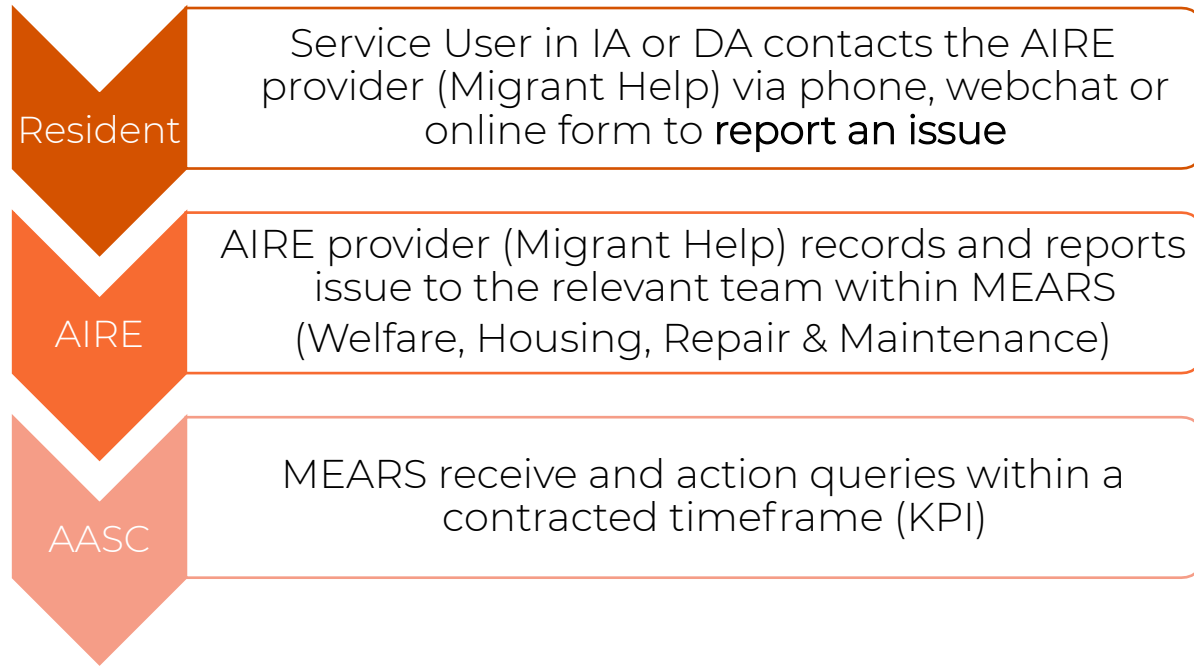 Resident
Service User in IA or DA contacts the AIRE
provider (Migrant Help) via phone, webchat or
online form to report an issue
AIRE
AIRE provider (Migrant Help) records and reports
issue to the relevant team within MEARS
(Welfare, Housing, Repair & Maintenance)
AASC
MEARS receive and action queries within a
contracted timeframe (KPI)